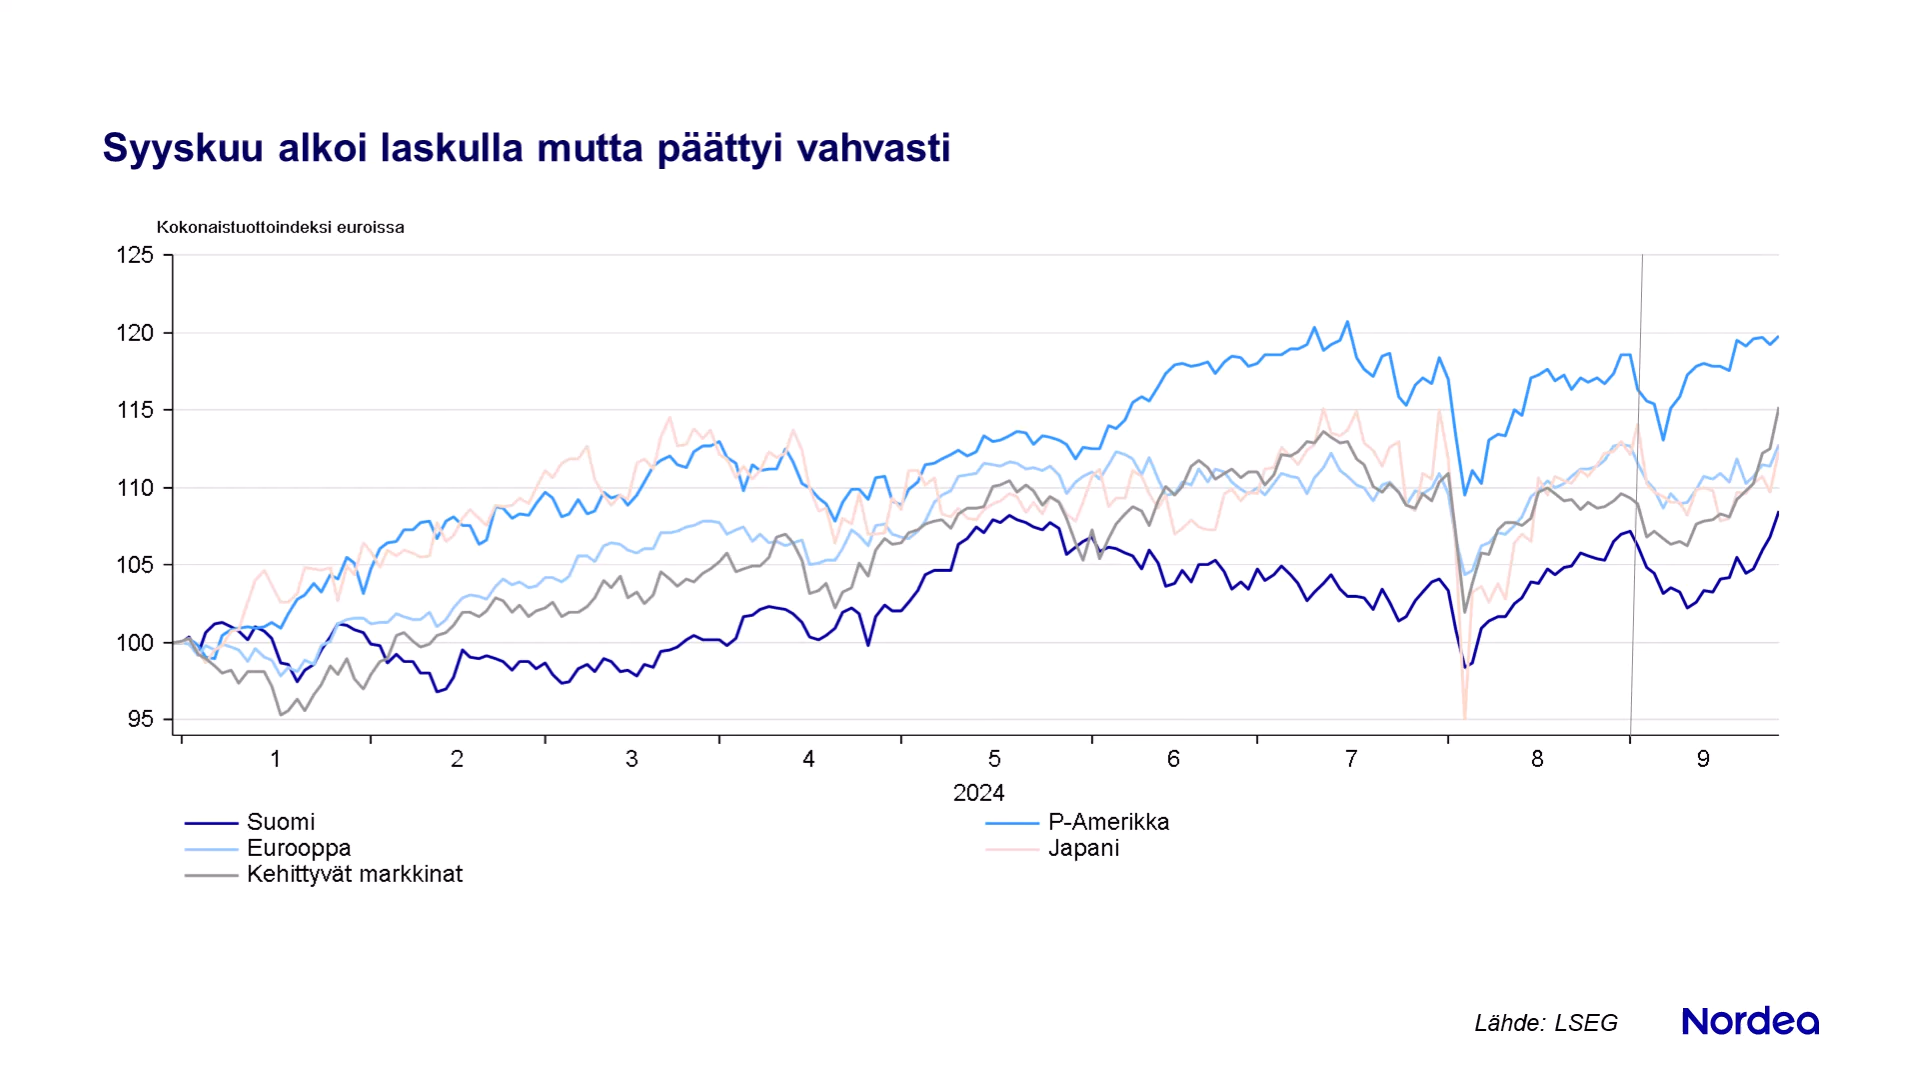 Syyskuu alkoi laskulla mutta päättyi vahvasti
Kokonaistuottoindeksi euroissa
125
120
115
110
105
100
95
1 2 3 4 5 6 7 8 9
2024
Suomi P-Amerikka
Eurooppa Japani
Kehittyvät markkinat
Lähde: LSEG Nordea